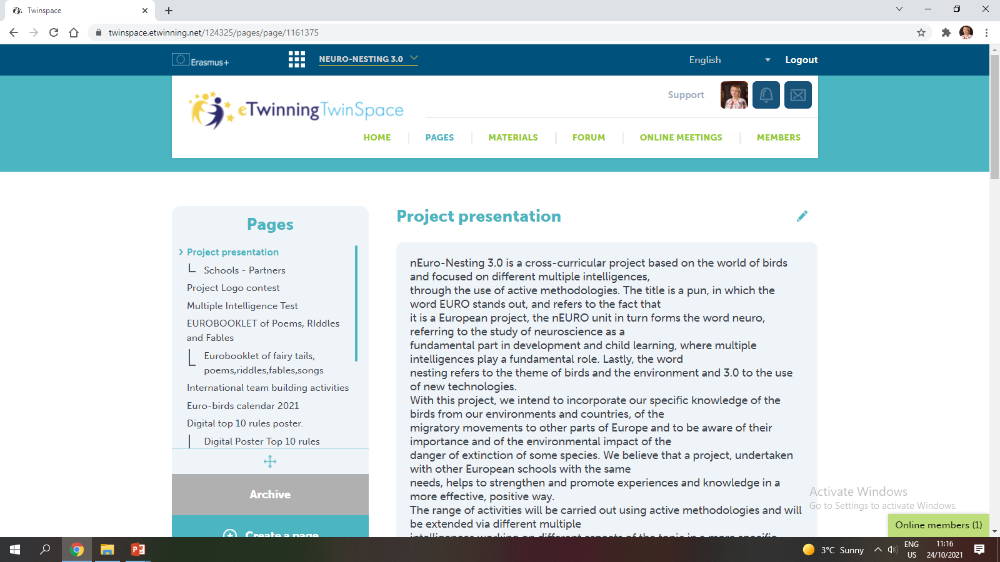 Twinspace
twinspace.etwinning.net/124325/pages/page/1161375
Erasmus+
NEURO-NESTING 3.0
English
Logout
Support
eTwinningTwinSpace
HOME
PAGES
MATERIALS
FORUM
ONLINE MEETINGS
MEMBERS
Pages
Project presentation
Schools - Partners
Project Logo contest
Multiple Intelligence Test
EUROBOOKLET of Poems, RIddles
and Fables
Eurobooklet of fairy tails,
poems,riddles,fables,songs
International team building activities
Euro-birds calendar 2021
Digital top 10 rules poster.
Digital Poster Top 10 rules
Archive
Create a page
Project presentation
nEuro-Nesting 3.0 is a cross-curricular project based on the world of birds
and focused on different multiple intelligences,
through the use of active methodologies. The title is a pun, in which the
word EURO stands out, and refers to the fact that
it is a European project, the nEURO unit in turn forms the word neuro,
referring to the study of neuroscience as a
fundamental part in development and child learning, where multiple
intelligences play a fundamental role. Lastly, the word
nesting refers to the theme of birds and the environment and 3.0 to the use
of new technologies.
With this project, we intend to incorporate our specific knowledge of the
birds from our environments and countries, of the
migratory movements to other parts of Europe and to be aware of their
importance and of the environmental impact of the
danger of extinction of some species. We believe that a project, undertaken
with other European schools with the same
needs, helps to strengthen and promote experiences and knowledge in a
more effective, positive way.
The range of activities will be carried out using active methodologies and will
be extended via different multiple
intelligences working on different aspects of the topic in a more specific
Activate Windows
Go to Settings to activate Windows.
Online members (1)
3°C Sunny
ENG
US
11:16
24/10/2021